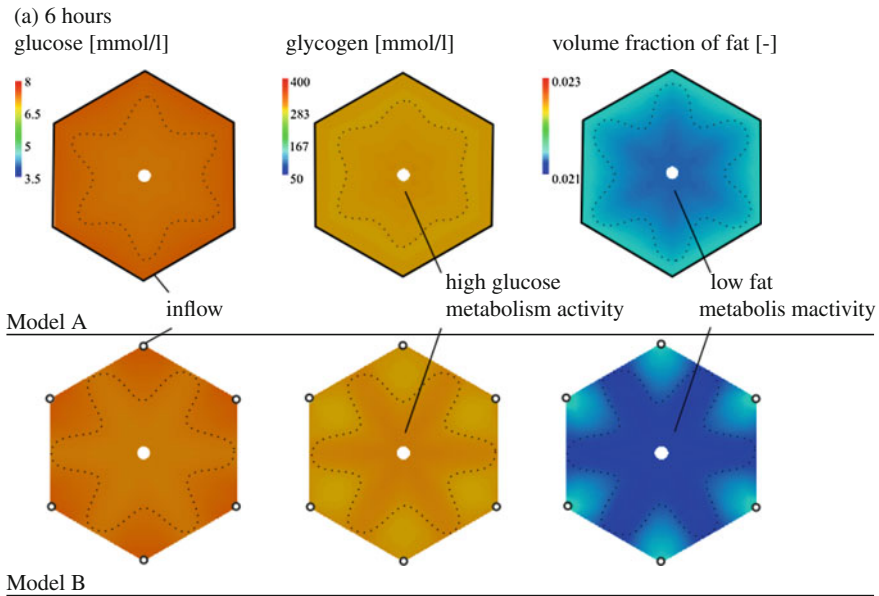 (a) 6 hours
glucose [mmol/l]
glycogen [mmol/l]
volume fraction of fat [-]
8
6.5
5
3.5
400
283
167
50
0.023
0.021
inflow
high glucose
metabolism activity
low fat
metabolis mactivity
Model A
Model B